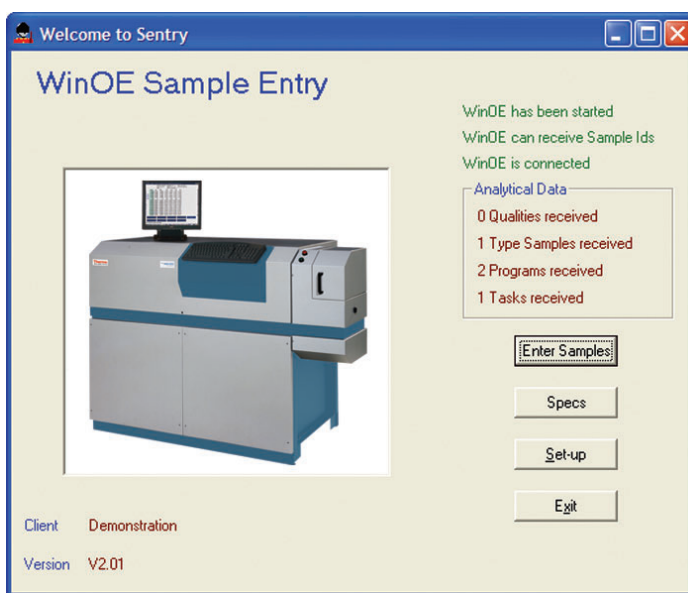 Welcome to Sentry
WinOE Sample Entry
WinOE has been started
WinOE can receive Sample Ids
WinOE is connected
Analytical Data
0 Qualities received
1 Type Samples received
2 Programs received
1 Tasks received
Enter Samples
Specs
Set-up
Exit
Client Demonstration
Version V2.01